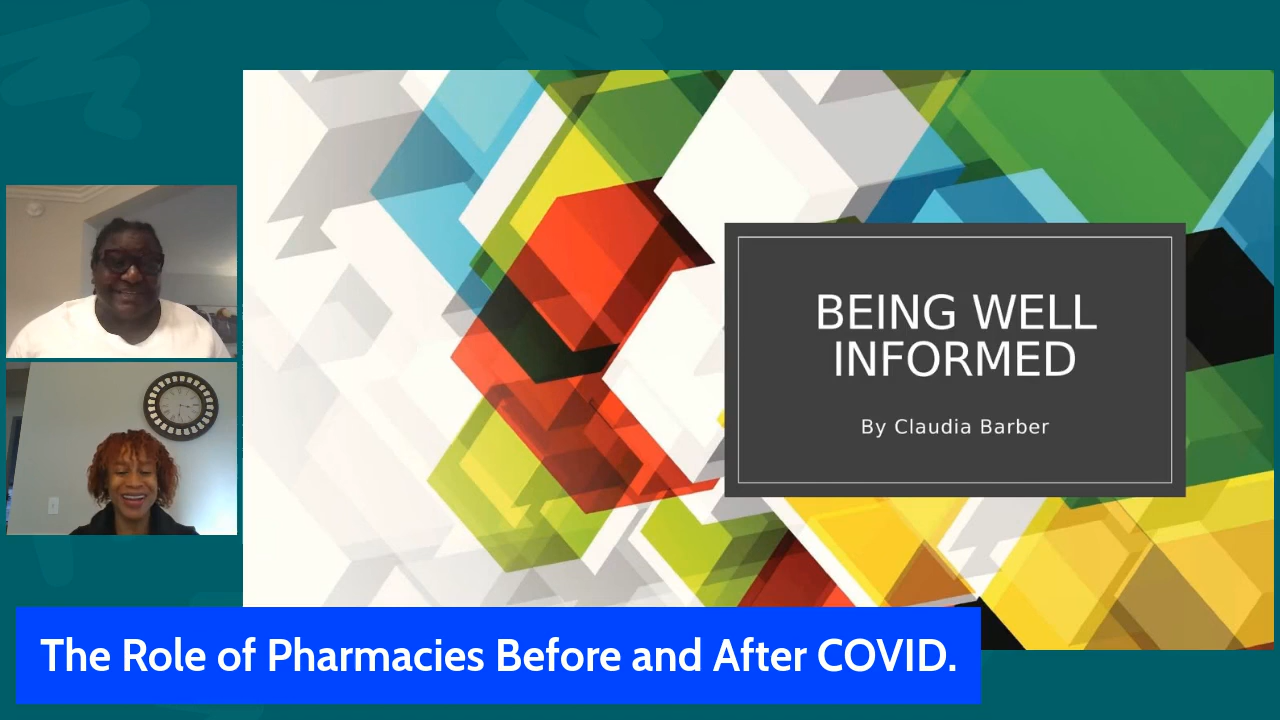 BEING WELL
INFORMED
By Claudia Barber
The Role of Pharmacies Before and After COVID.